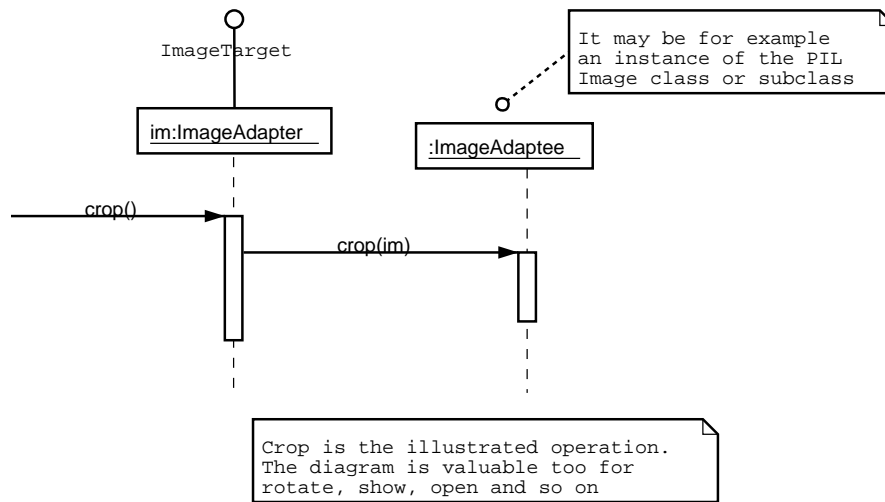 ImageTarget
It may be for example
an instance of the PIL
Image class or subclass
im:ImageAdapter
:ImageAdaptee
crop()
crop(im)
Crop is the illustrated operation.
The diagram is valuable too for
rotate, show, open and so on